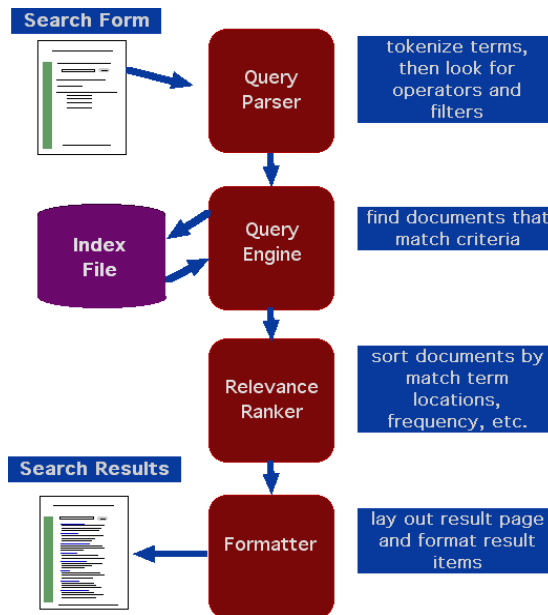 Search Form
Query
Parser
tokenize terms,
then look for
operators and
filters
Index
File
Query
Engine
find documents that
match criteria
Relevance
Ranker
sort documents by
match term
locations,
frequency, etc.
Search Results
Formatter
lay out result page
and format result
items